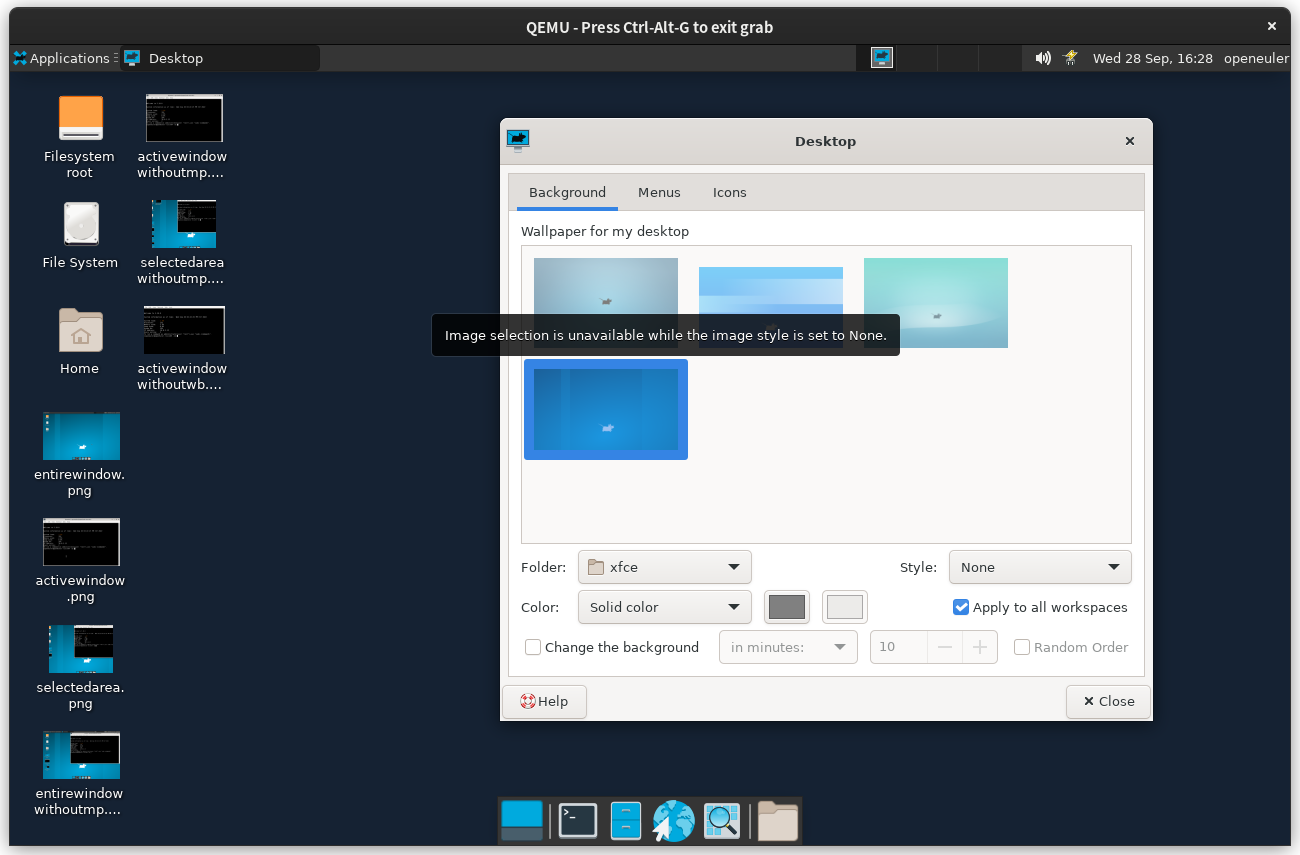 QEMU - Press Ctrl-Alt-G to exit grab
Applications
Desktop
Wed 28 Sep, 16:28
openeuler
Filesystem
root
activewindow
withoutmp....
File System
selectedarea
withoutmp....
Home
activewindow
withoutwb....
entirewindow.
png
activewindow
.png
selectedarea.
png
entirewindow
withoutmp....
Desktop
Background
Menus
Icons
Wallpaper for my desktop
Image selection is unavailable while the image style is set to None.
Folder:
xfce
Style:
None
Color:
Solid color
Apply to all workspaces
Change the background
in minutes:
10
Random Order
Help
Close